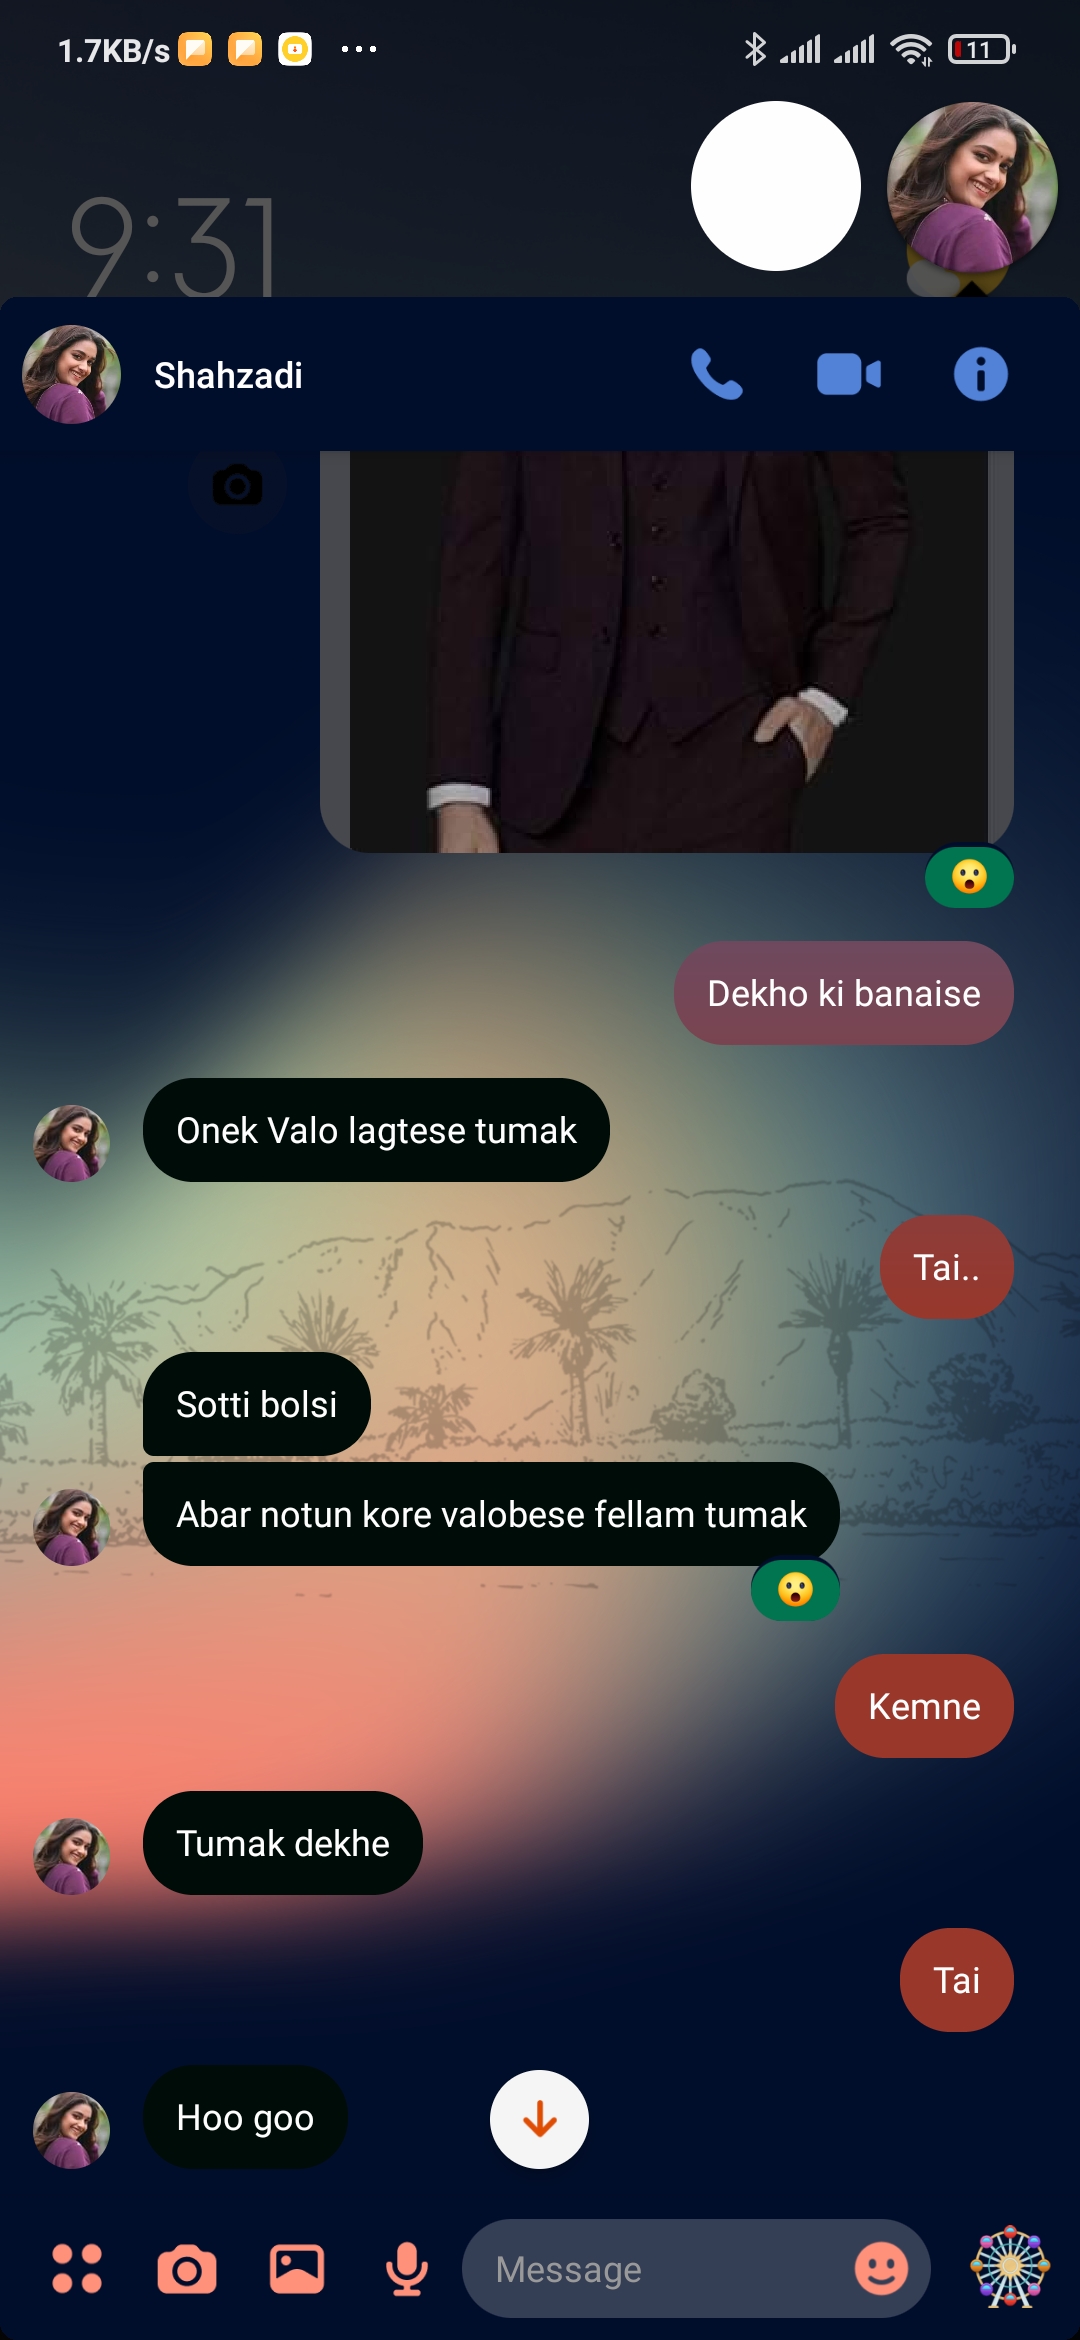 1.7KB/s
11
9:31
Shahzadi
Dekho ki banaise
Onek Valo lagtese tumak
Tai..
Sotti bolsi
Abar notun kore valobese fellam tumak
Kemne
Tumak dekhe
Tai
Hoo goo
Message